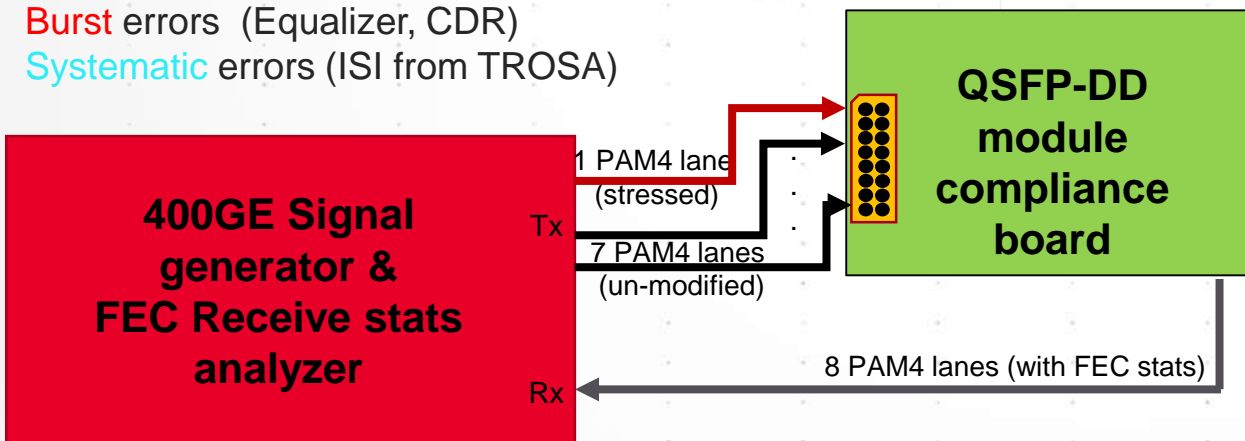 Burst errors  (Equalizer, CDR)
Systematic errors (ISI from TROSA)
QSFP-DD
module
compliance
board
1 PAM4 lane
(stressed)
.
.
.
.
Tx
400GE Signal
generator &
FEC Receive stats
analyzer
7 PAM4 lanes
(un-modified)
8 PAM4 lanes (with FEC stats)
Rx